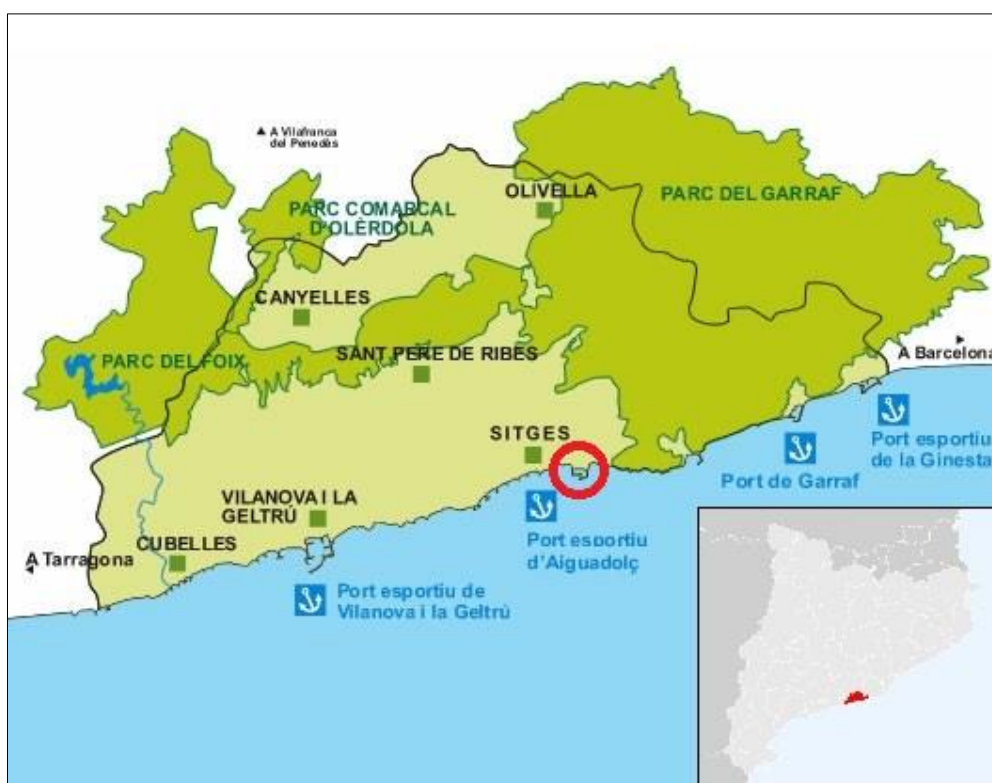 A Vilafranca
del Penedès
OLIVELLA
PARC DEL GARRAF
PARC COMARCAL
D'OLÈRDOLA
CANYELLES
SANT PERE DE RIBES
PARC DEL FOIX
A Barcelona
SITGES
Port esportiu
de la Ginesta
Port de Garraf
VILANOVA I LA
GELTRÚ
Port esportiu
d'Aiguadolç
CUBELLES
A Tarragona
Port esportiu de
Vilanova i la Geltrú